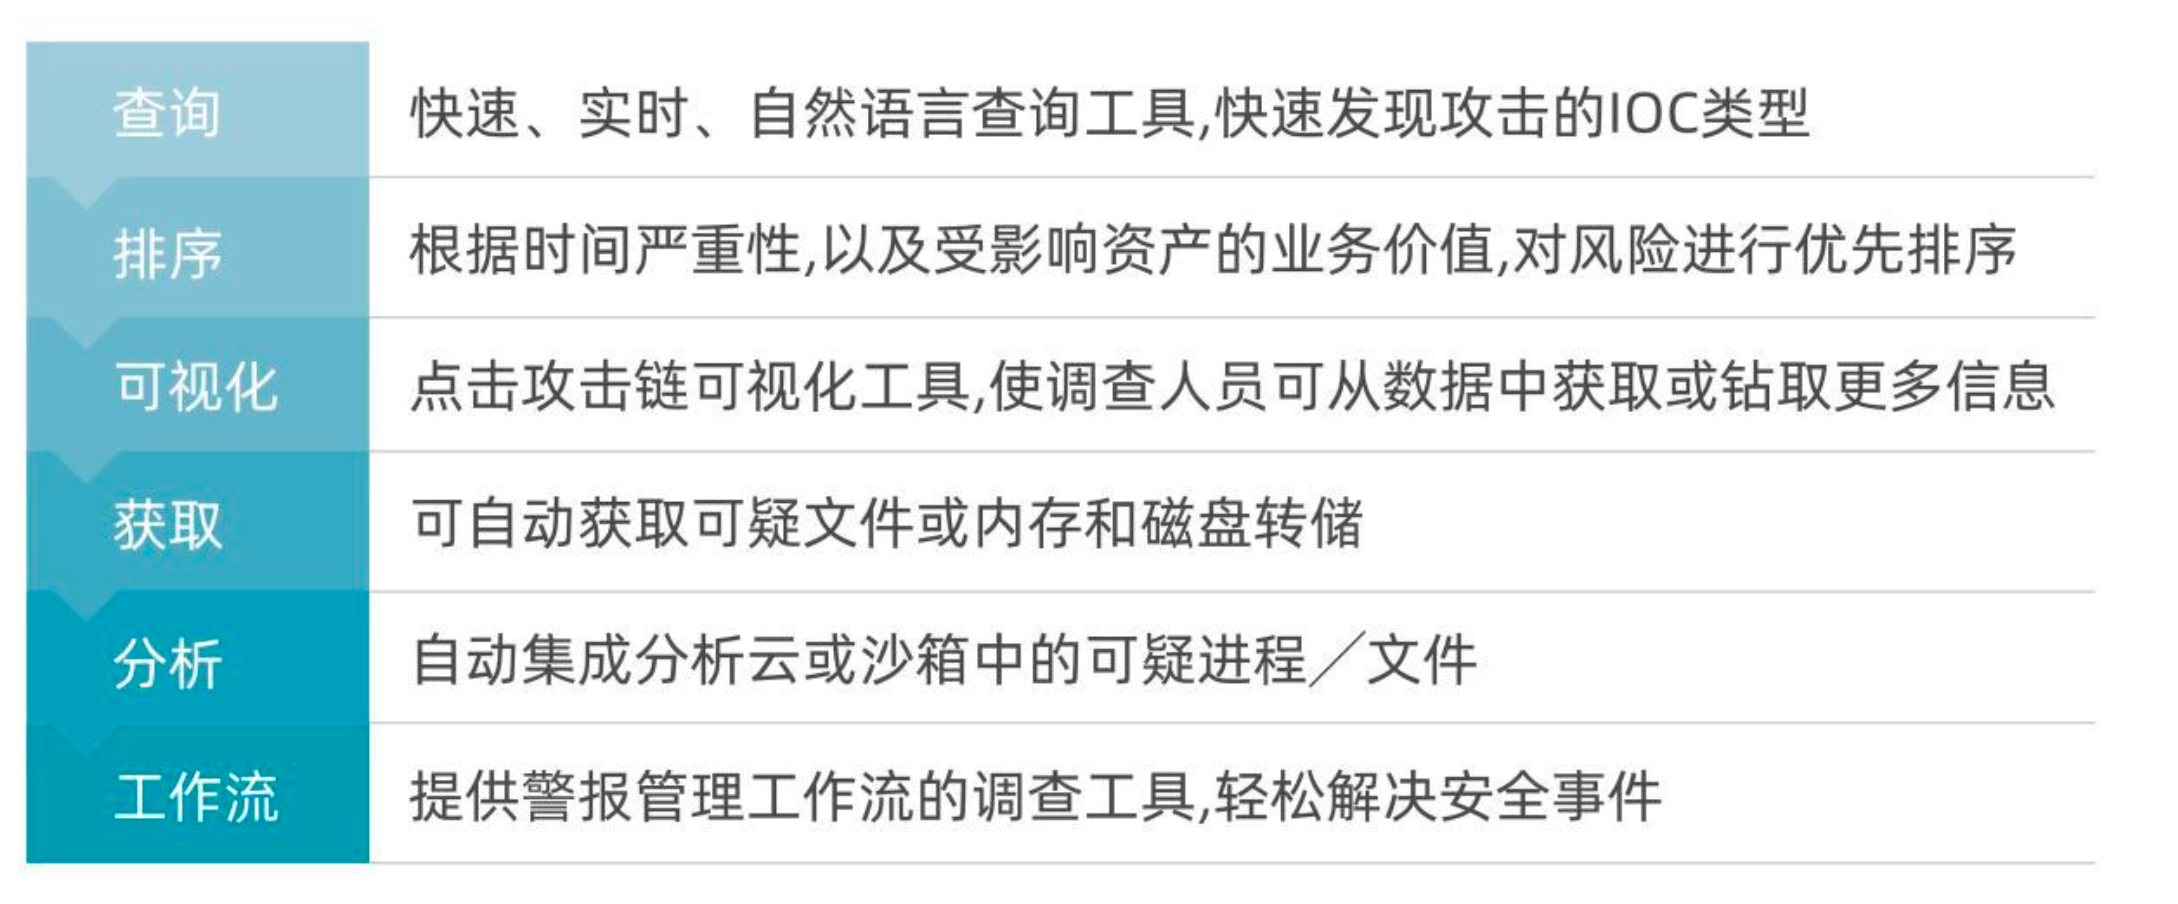 查询
快速、实时、自然语言查询工具,快速发现攻击的IOC类型
排序
根据时间严重性,以及受影响资产的业务价值,对风险进行优先排序
可视化
点击攻击链可视化工具,使调查人员可从数据中获取或钻取更多信息
获取
可自动获取可疑文件或内存和磁盘转储
分析
自动集成分析云或沙箱中的可疑进程／文件
工作流
提供警报管理工作流的调查工具,轻松解决安全事件